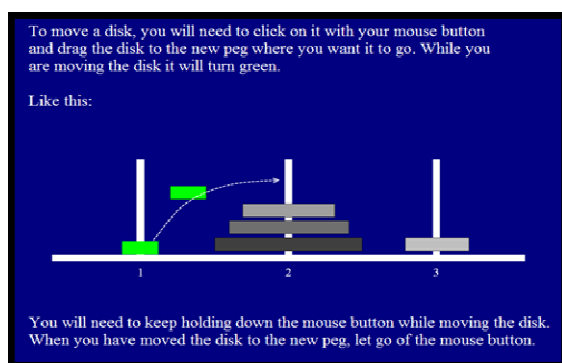 To move a disk, you will need to click on it with your mouse button
and drag the disk to the new peg where you want it to go. While you
are moving the disk it will turn green.
Like this:
1 2 3
You will need to keep holding down the mouse button while moving the disk.
When you have moved the disk to the new peg, let go of the mouse button.